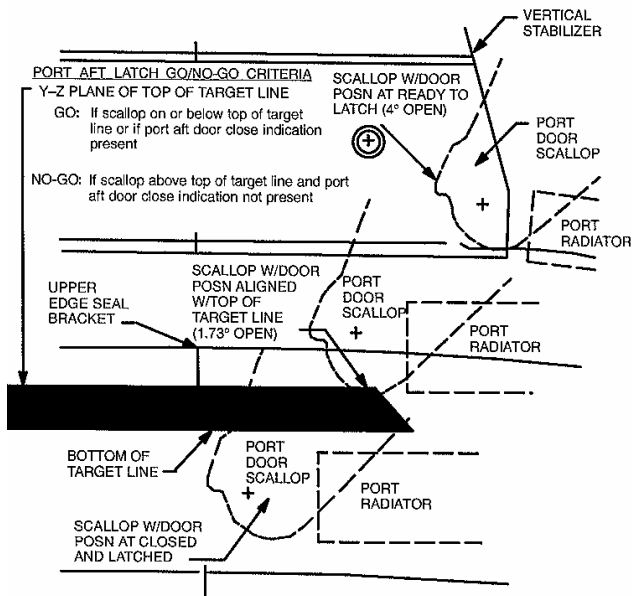 VERTICAL
STABILIZER
PORT AFT LATCH GO/NO-GO CRITERIA
Y–Z PLANE OF TOP OF TARGET LINE
GO: If scallop on or below top of target
line or if port aft door close indication
present
NO-GO: If scallop above top of target line and port
aft door close indication not present
SCALLOP W/DOOR
POSN AT READY TO
LATCH (4° OPEN)
PORT
DOOR
SCALLOP
PORT
RADIATOR
UPPER
EDGE SEAL
BRACKET
SCALLOP W/DOOR
POSN ALIGNED
W/TOP OF
TARGET LINE
(1.73° OPEN)
PORT
DOOR
SCALLOP
PORT
RADIATOR
BOTTOM OF
TARGET LINE
PORT
DOOR
SCALLOP
PORT
RADIATOR
SCALLOP W/DOOR
POSN AT CLOSED
AND LATCHED